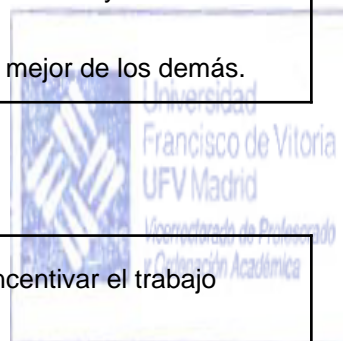 mejor de los demás.
Universidad
Francisco de Vitoria
UFV Madrid
Vicerrectorado de Profesorado
y Ordenación Académica
ncentivar el trabajo